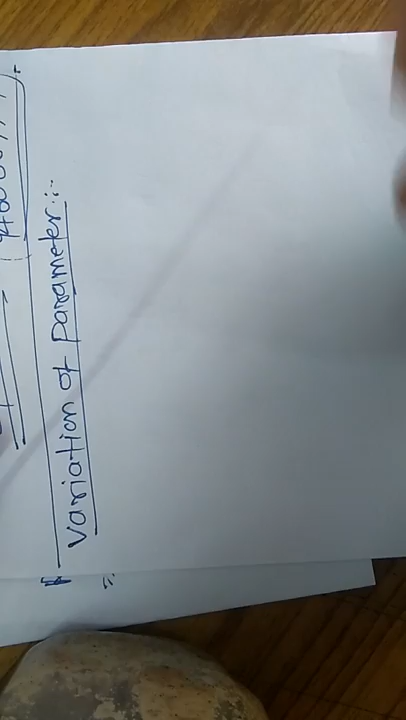 Variation of Parameter :-